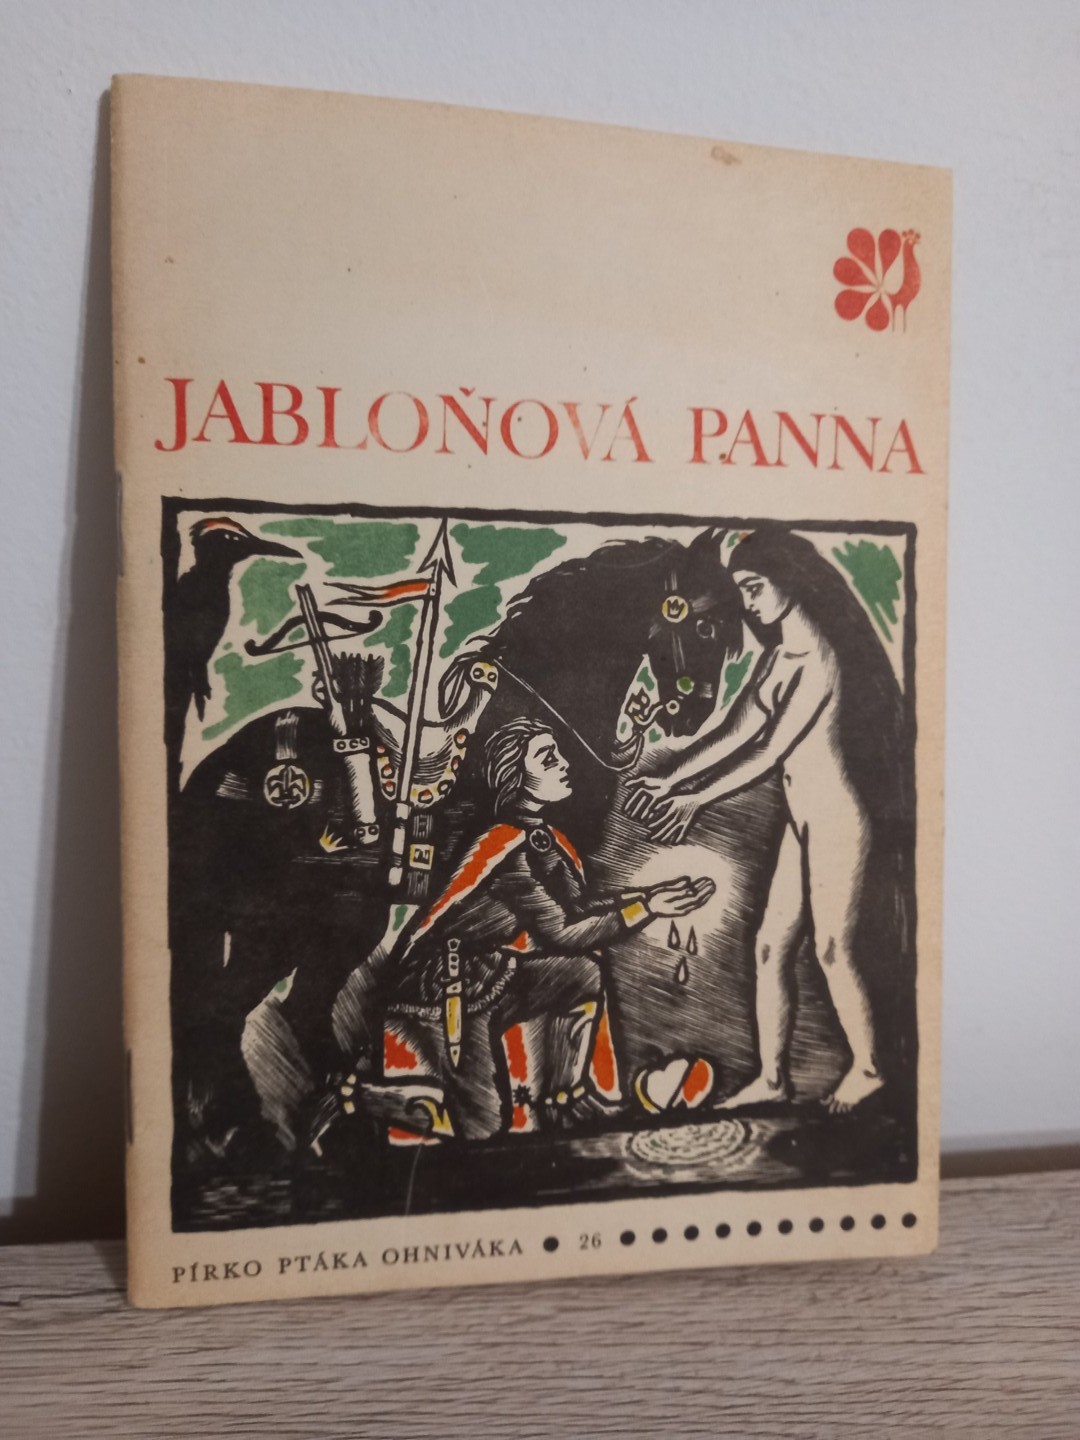 JABLOŇOVÁ PANNA
PÍRKO PTÁKA OHNIVÁKA ● 26 ● ● ● ● ● ● ● ● ● ●